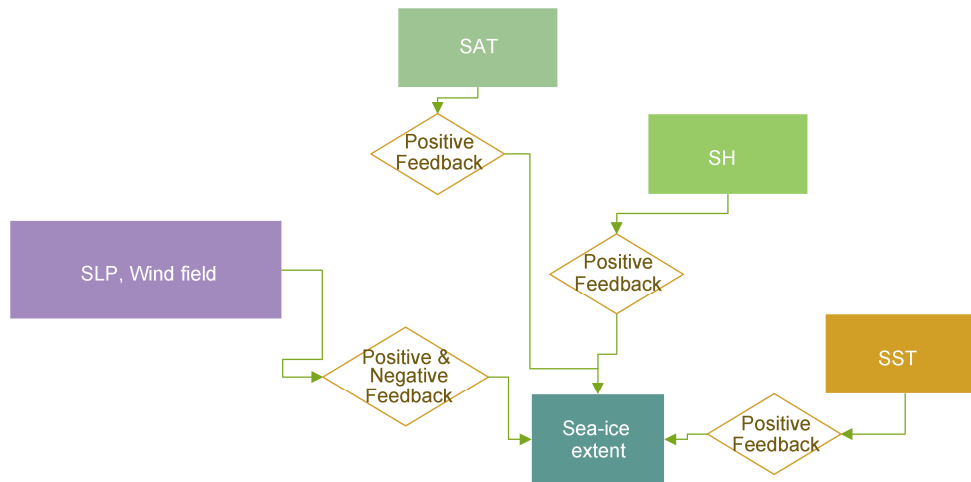 SAT
Positive
Feedback
SH
SLP, Wind field
Positive
Feedback
Positive &
Negative
Feedback
SST
Sea-ice
extent
Positive
Feedback